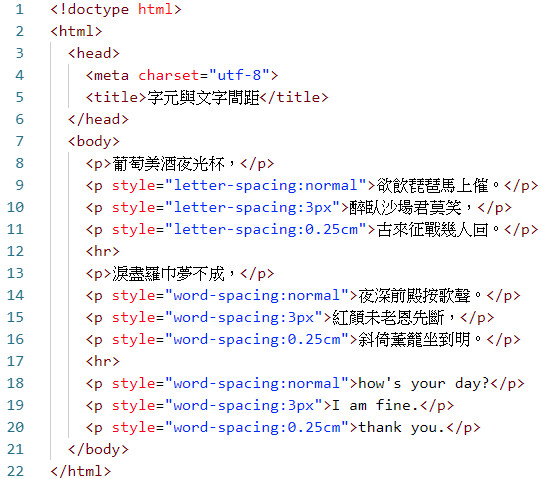 1 <!doctype html>
2 <html>
3 <head>
4 <meta charset="utf-8">
5 <title>字元與文字間距</title>
6 </head>
7 <body>
8 <p>葡萄美酒夜光杯，</p>
9 <p style="letter-spacing:normal">欲飲琵琶馬上催。</p>
10 <p style="letter-spacing:3px">醉臥沙場君莫笑，</p>
11 <p style="letter-spacing:0.25cm">古來征戰幾人回。</p>
12 <hr>
13 <p>淚盡羅巾夢不成，</p>
14 <p style="word-spacing:normal">夜深前殿按歌聲。</p>
15 <p style="word-spacing:3px">紅顏未老恩先斷，</p>
16 <p style="word-spacing:0.25cm">斜倚薰籠坐到明。</p>
17 <hr>
18 <p style="word-spacing:normal">how's your day?</p>
19 <p style="word-spacing:3px">I am fine.</p>
20 <p style="word-spacing:0.25cm">thank you.</p>
21 </body>
22 </html>